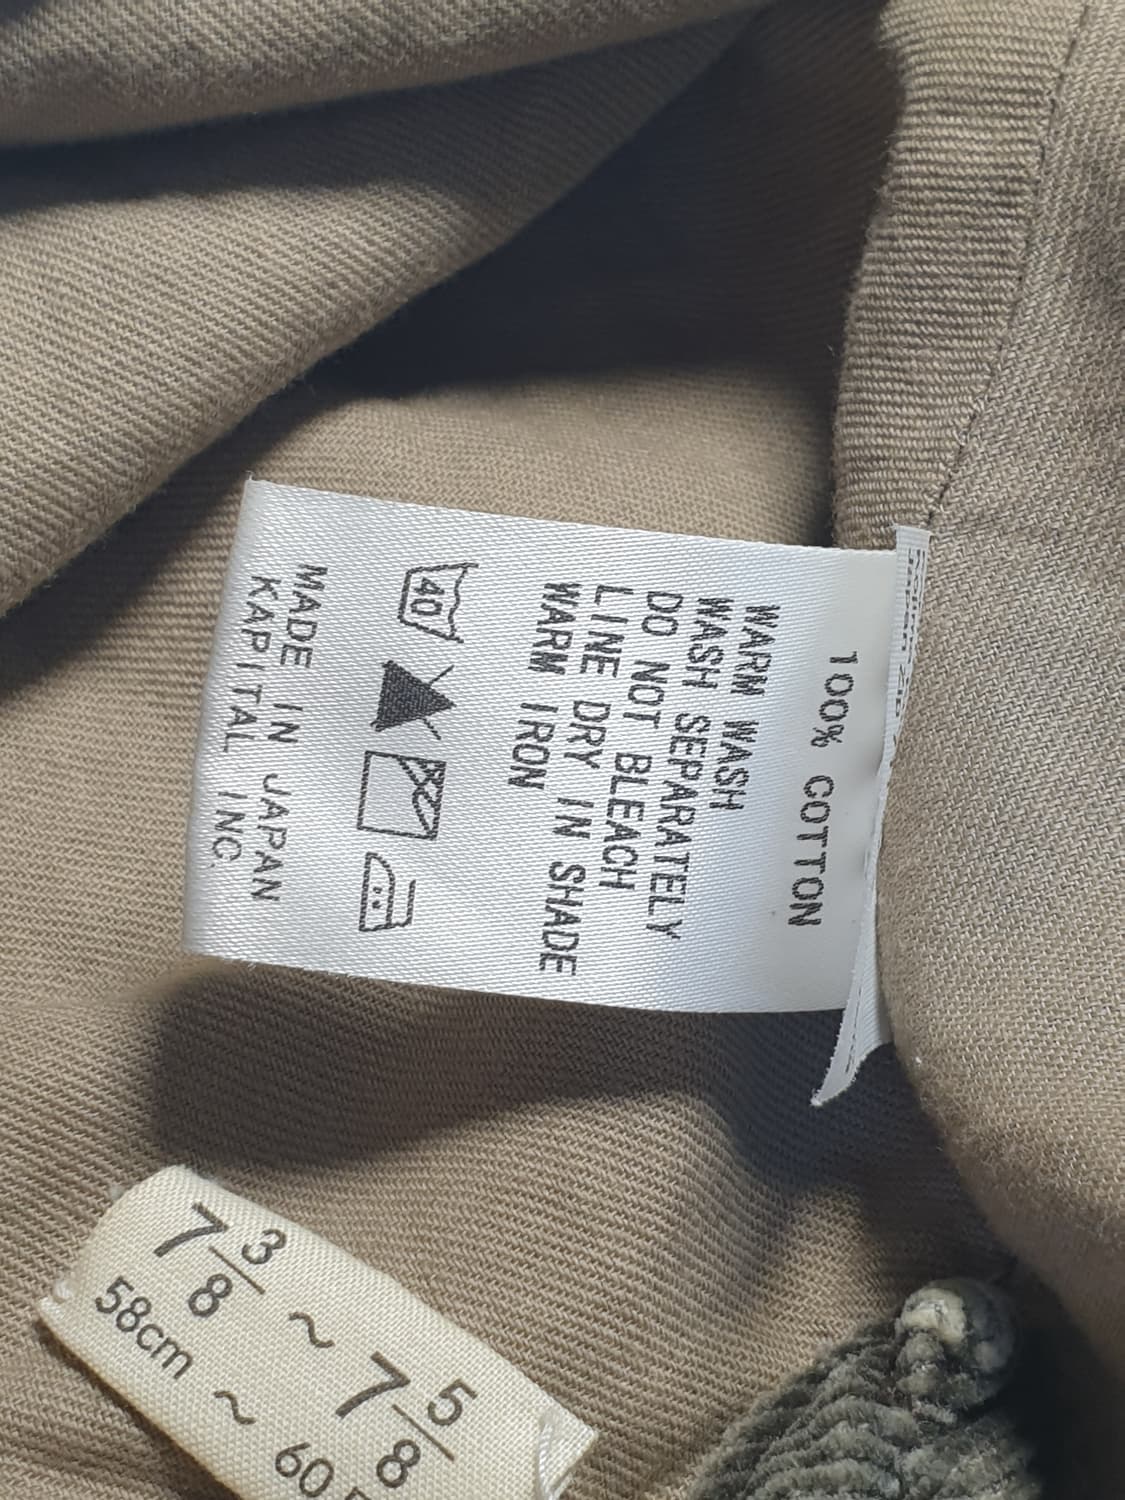 100% COTTON
WARM WASH
WASH SEPARATELY
DO NOT BLEACH
LINE DRY IN SHADE
WARM IRON
40
MADE IN JAPAN
KAPITAL INC.
7 3/8 ~ 7 5/8
58cm ~ 60